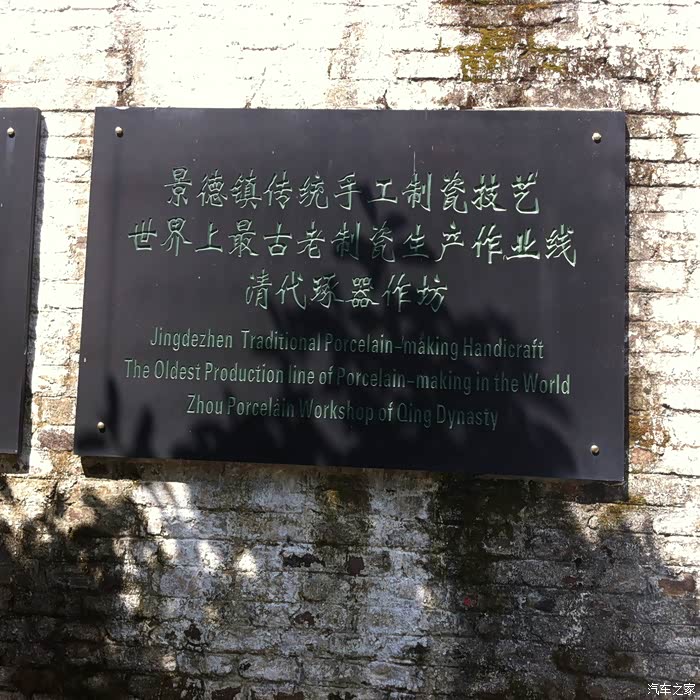 景德镇传统手工制瓷技艺
世界上最古老制瓷生产作业线
清代琢器作坊
Jingdezhen Traditional Porcelain-making Handicraft
The Oldest Production line of Porcelain-making in the World
Zhou Porcelain Workshop of Qing Dynasty
汽车之家